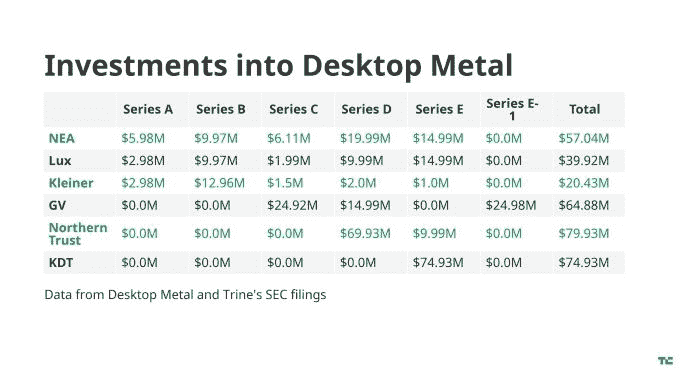 Investments into Desktop Metal
Series A Series B Series C Series D Series E Series E-1 Total
NEA $5.98M $9.97M $6.11M $19.99M $14.99M $0.0M $57.04M
Lux $2.98M $9.97M $1.99M $9.99M $14.99M $0.0M $39.92M
Kleiner $2.98M $12.96M $1.5M $2.0M $1.0M $0.0M $20.43M
GV $0.0M $0.0M $24.92M $14.99M $0.0M $24.98M $64.88M
Northern Trust $0.0M $0.0M $0.0M $69.93M $9.99M $0.0M $79.93M
KDT $0.0M $0.0M $0.0M $0.0M $74.93M $0.0M $74.93M
Data from Desktop Metal and Trine's SEC filings
TC